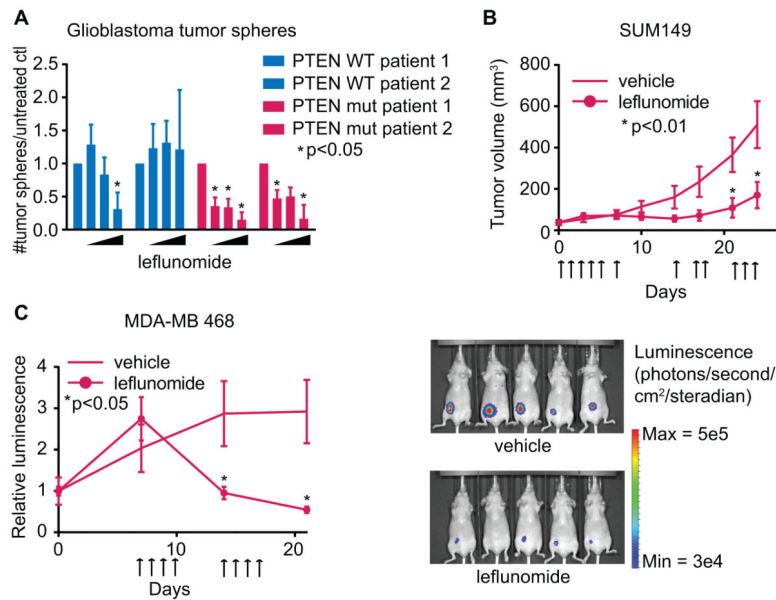 A
Glioblastoma tumor spheres
#tumor spheres/untreated ctl
2.5
2.0
1.5
1.0
0.5
0.0
PTEN WT patient 1
PTEN WT patient 2
PTEN mut patient 1
PTEN mut patient 2
*p<0.05
*
* * *
* *
leflunomide
B
SUM149
Tumor volume (mm³)
800
600
400
200
0
vehicle
leflunomide
*p<0.01
* *
0 10 20
Days
C
MDA-MB 468
Relative luminescence
4
3
2
1
0
vehicle
leflunomide
*p<0.05
* *
0 10 20
Days
vehicle
leflunomide
Luminescence
(photons/second/
cm²/steradian)
Max = 5e5
Min = 3e4